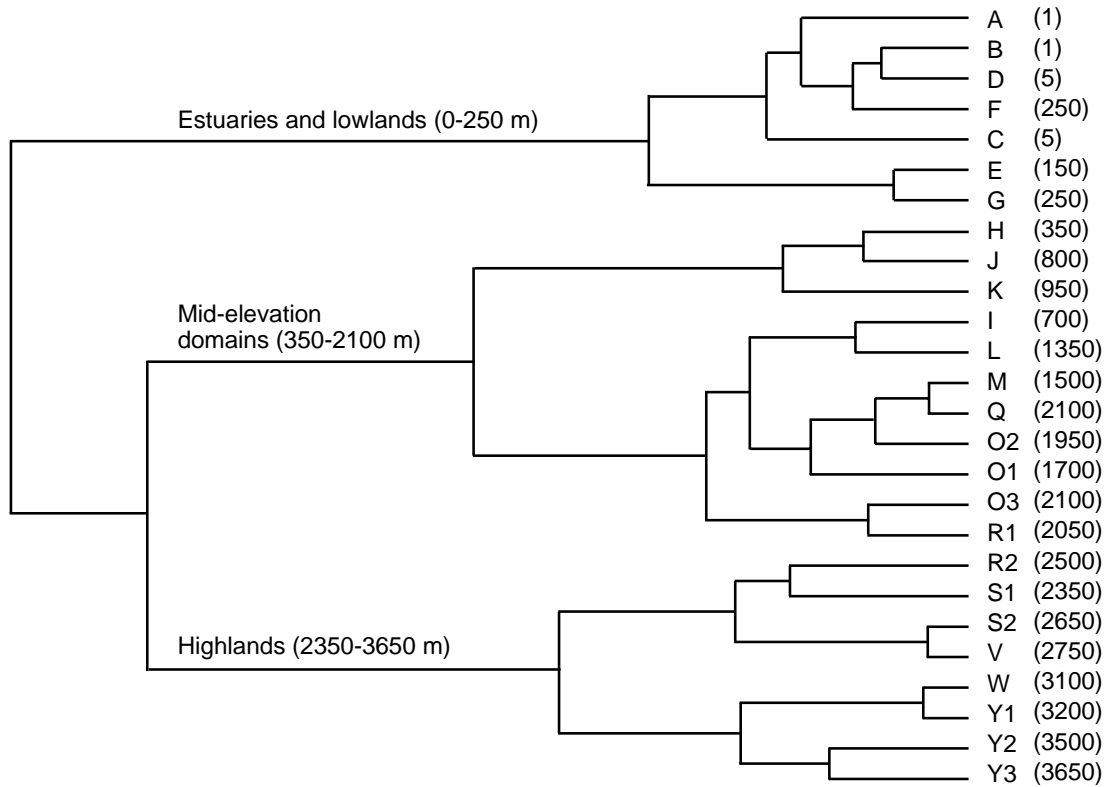 A (1)
B (1)
D (5)
F (250)
Estuaries and lowlands (0-250 m)
C (5)
E (150)
G (250)
H (350)
J (800)
K (950)
Mid-elevation
domains (350-2100 m)
I (700)
L (1350)
M (1500)
Q (2100)
O2 (1950)
O1 (1700)
O3 (2100)
R1 (2050)
R2 (2500)
S1 (2350)
S2 (2650)
Highlands (2350-3650 m)
V (2750)
W (3100)
Y1 (3200)
Y2 (3500)
Y3 (3650)